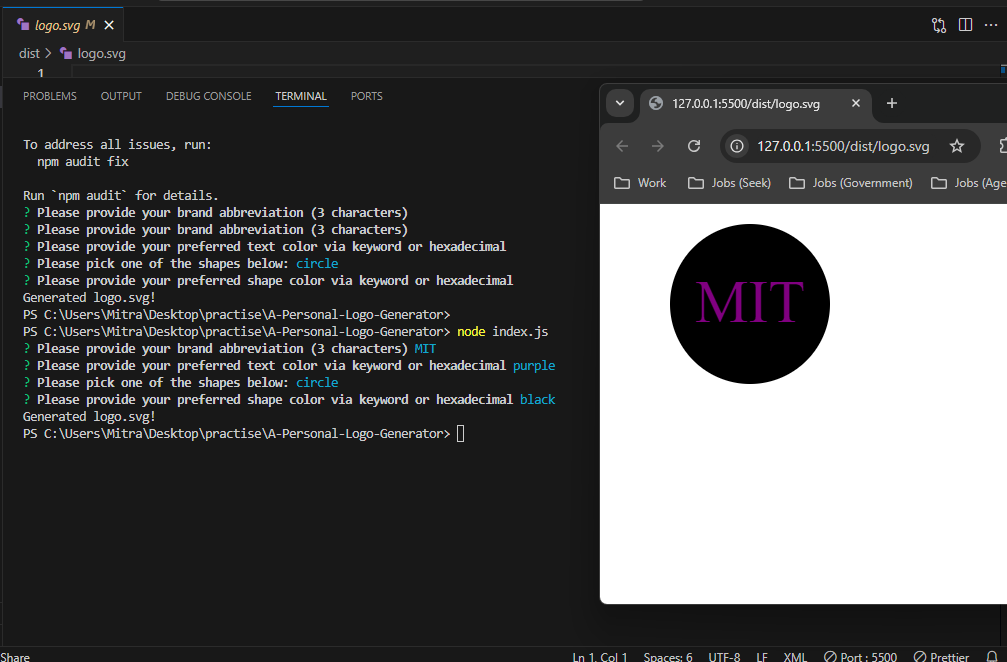 logo.svg M
dist > logo.svg
1
PROBLEMS OUTPUT DEBUG CONSOLE TERMINAL PORTS
To address all issues, run:
npm audit fix
Run `npm audit` for details.
? Please provide your brand abbreviation (3 characters)
? Please provide your brand abbreviation (3 characters)
? Please provide your preferred text color via keyword or hexadecimal
? Please pick one of the shapes below: circle
? Please provide your preferred shape color via keyword or hexadecimal
Generated logo.svg!
PS C:\Users\Mitra\Desktop\practise\A-Personal-Logo-Generator>
PS C:\Users\Mitra\Desktop\practise\A-Personal-Logo-Generator> node index.js
? Please provide your brand abbreviation (3 characters) MIT
? Please provide your preferred text color via keyword or hexadecimal purple
? Please pick one of the shapes below: circle
? Please provide your preferred shape color via keyword or hexadecimal black
Generated logo.svg!
PS C:\Users\Mitra\Desktop\practise\A-Personal-Logo-Generator>
127.0.0.1:5500/dist/logo.svg
127.0.0.1:5500/dist/logo.svg
Work Jobs (Seek) Jobs (Government) Jobs (Age
MIT
Share Ln 1, Col 1 Spaces: 6 UTF-8 LF XML Port : 5500 Prettier